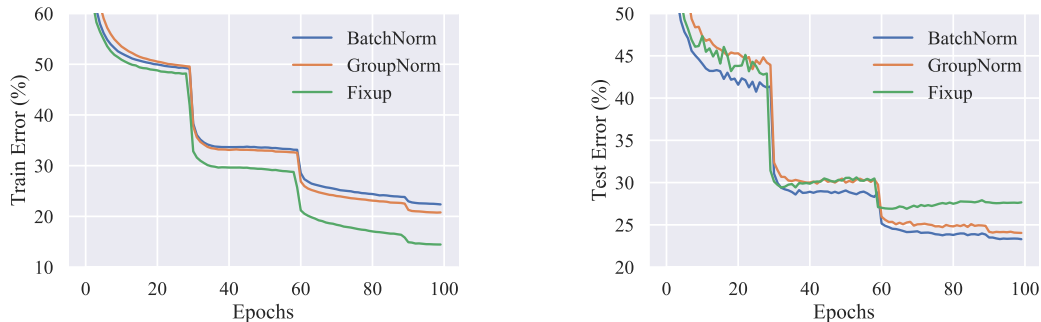 60
50
40
30
20
10
0 20 40 60 80 100
Train Error (%)
Epochs
BatchNorm
GroupNorm
Fixup
50
45
40
35
30
25
20
0 20 40 60 80 100
Test Error (%)
Epochs
BatchNorm
GroupNorm
Fixup